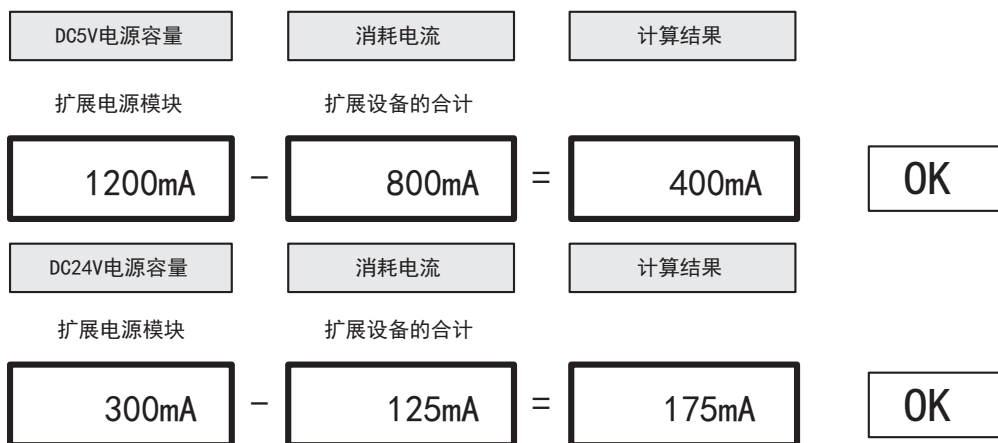 DC5V电源容量 消耗电流 计算结果
扩展电源模块 扩展设备的合计
1200mA - 800mA = 400mA OK
DC24V电源容量 消耗电流 计算结果
扩展电源模块 扩展设备的合计
300mA - 125mA = 175mA OK